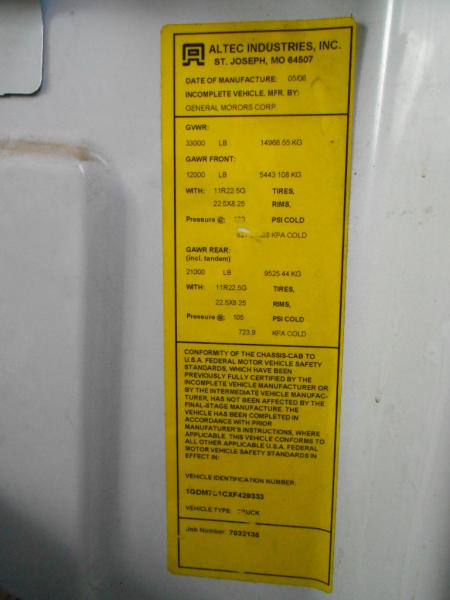 ALTEC INDUSTRIES, INC.
ST. JOSEPH, MO 64507
DATE OF MANUFACTURE: 05/06
INCOMPLETE VEHICLE. MFR. BY:
GENERAL MORORS CORP.
GVWR:
33000 LB 14968.55 KG
GAWR FRONT:
12000 LB 5443.108 KG
WITH: 11R22.5G TIRES,
22.5X8.25 RIMS,
Pressure @: PSI COLD
KPA COLD
GAWR REAR:
(incl. tandem)
21000 LB 9525.44 KG
WITH: 11R22.5G TIRES,
22.5X8.25 RIMS,
Pressure @: 105 PSI COLD
723.9 KPA COLD
CONFORMITY OF THE CHASSIS-CAB TO
U.S.A. FEDERAL MOTOR VEHICLE SAFETY
STANDARDS, WHICH HAVE BEEN
PREVIOUSLY FULLY CERTIFIED BY THE
INCOMPLETE VEHICLE MANUFACTURER OR
BY THE INTERMEDIATE VEHICLE MANUFAC-
TURER, HAS NOT BEEN AFFECTED BY THE
FINAL-STAGE MANUFACTURE. THE
VEHICLE HAS BEEN COMPLETED IN
ACCORDANCE WITH PRIOR
MANUFATURER'S INSTRUCTIONS, WHERE
APPLICABLE. THIS VEHICLE CONFORMS TO
ALL OTHER APPLICABLE U.S.A. FEDERAL
MOTOR VEHICLE SAFETY STANDARDS IN
EFFECT IN:
VEHICLE IDENTIFICATION NUMBER:
VEHICLE TYPE: TRUCK
Job Number: 7032136